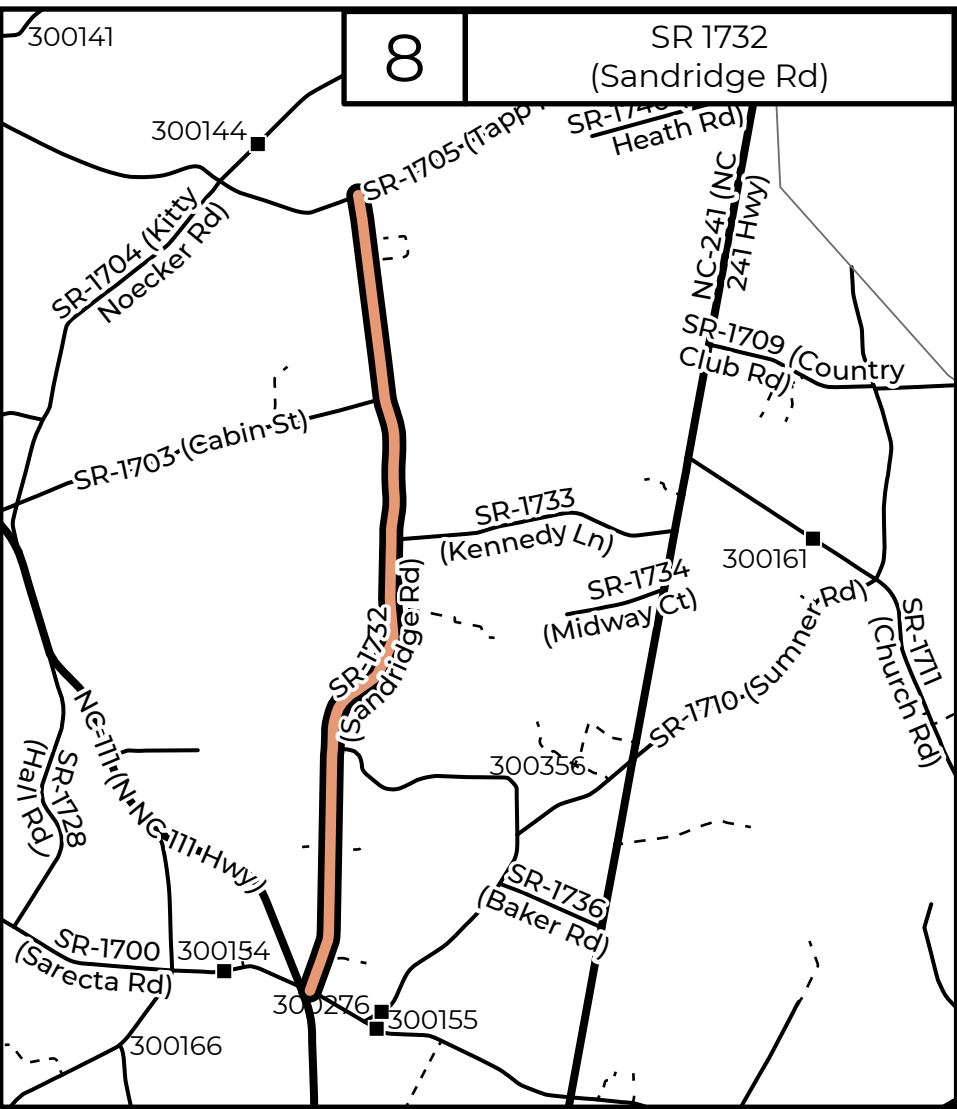 8
SR 1732
(Sandridge Rd)
300141
300144
SR-1705 (Tapp
Heath Rd)
SR-1704 (Kitty
Noecker Rd)
NC-241 (NC
241 Hwy)
SR-1709 (Country
Club Rd)
SR-1703 (Cabin St)
SR-1733
(Kennedy Ln)
300161
SR-1734
(Midway Ct)
SR-1732
(Sandridge Rd)
SR-1710 (Sumner Rd)
SR-1711
(Church Rd)
NC-111 (N NC 111 Hwy)
SR-1728
(Hall Rd)
300356
SR-1736
(Baker Rd)
SR-1700
(Sarecta Rd)
300154
300276
300155
300166